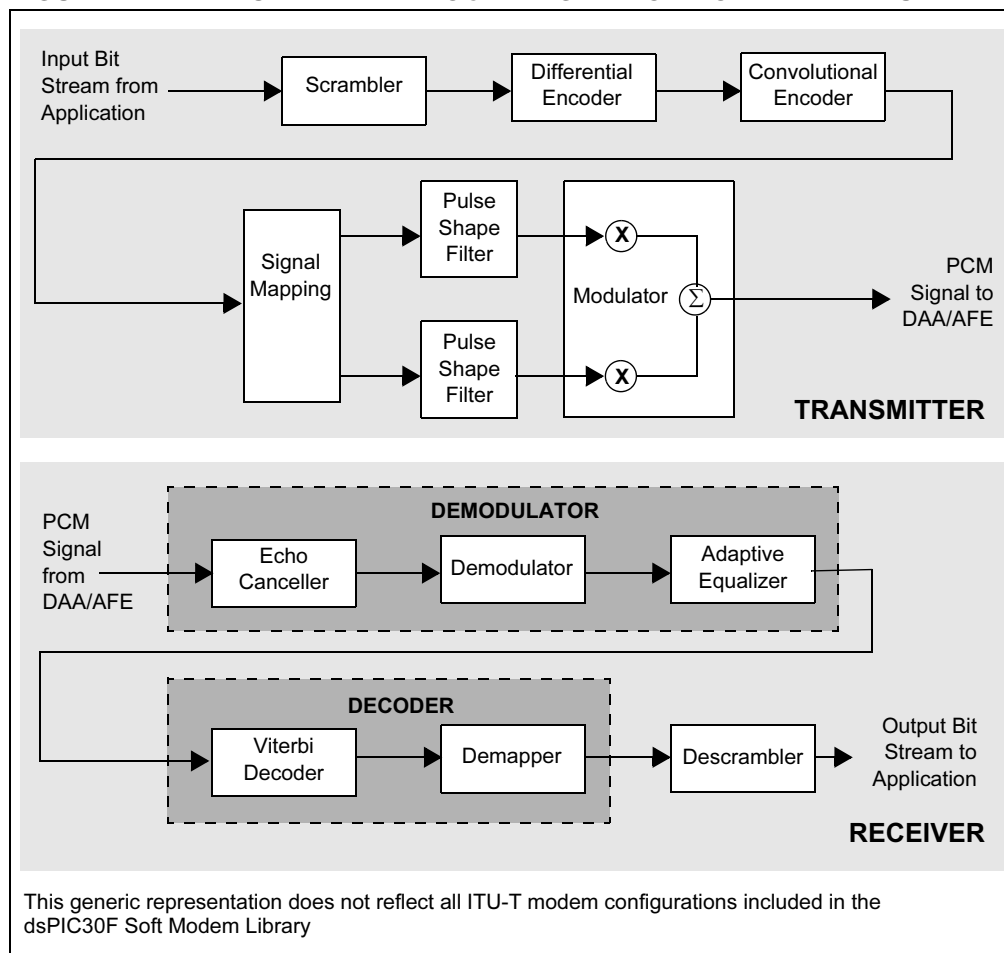 Input Bit
Stream from
Application
Scrambler
Differential
Encoder
Convolutional
Encoder
Signal
Mapping
Pulse
Shape
Filter
Pulse
Shape
Filter
X
Modulator
Σ
X
PCM
Signal to
DAA/AFE
TRANSMITTER
DEMODULATOR
PCM
Signal
from
DAA/AFE
Echo
Canceller
Demodulator
Adaptive
Equalizer
DECODER
Viterbi
Decoder
Demapper
Descrambler
Output Bit
Stream to
Application
RECEIVER
This generic representation does not reflect all ITU-T modem configurations included in the
dsPIC30F Soft Modem Library